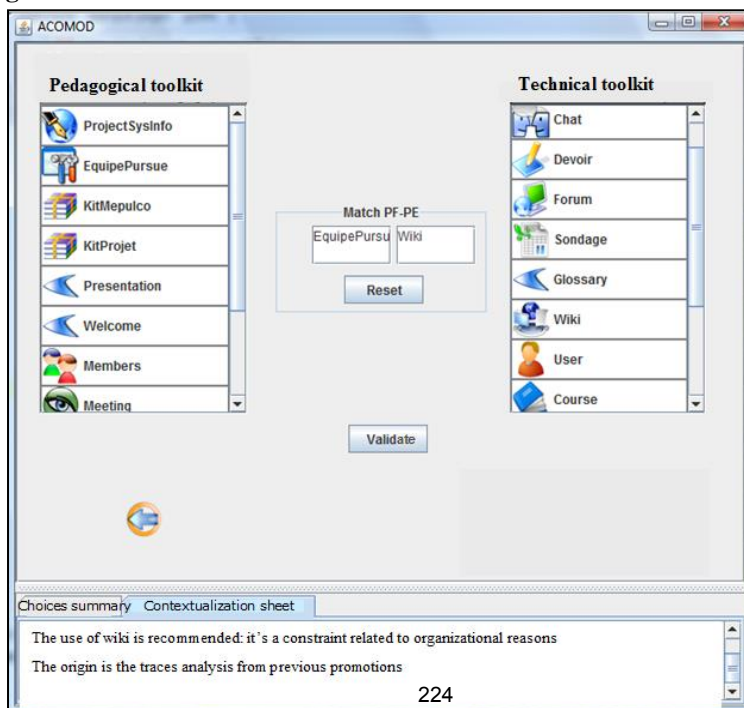 ACOMOD
Pedagogical toolkit
ProjectSysInfo
EquipePursue
KitMepulco
KitProjet
Presentation
Welcome
Members
Meeting
Match PF-PE
EquipePursu Wiki
Reset
Validate
Technical toolkit
Chat
Devoir
Forum
Sondage
Glossary
Wiki
User
Course
Choices summary Contextualization sheet
The use of wiki is recommended: it's a constraint related to organizational reasons
The origin is the traces analysis from previous promotions
224